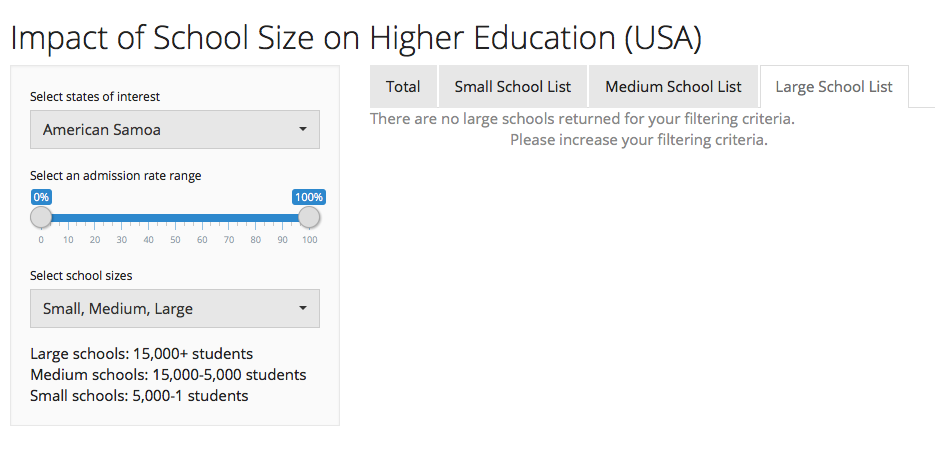 Impact of School Size on Higher Education (USA)
Select states of interest
American Samoa
Select an admission rate range
0% 100%
0 10 20 30 40 50 60 70 80 90 100
Select school sizes
Small, Medium, Large
Large schools: 15,000+ students
Medium schools: 15,000-5,000 students
Small schools: 5,000-1 students
Total Small School List Medium School List Large School List
There are no large schools returned for your filtering criteria.
Please increase your filtering criteria.